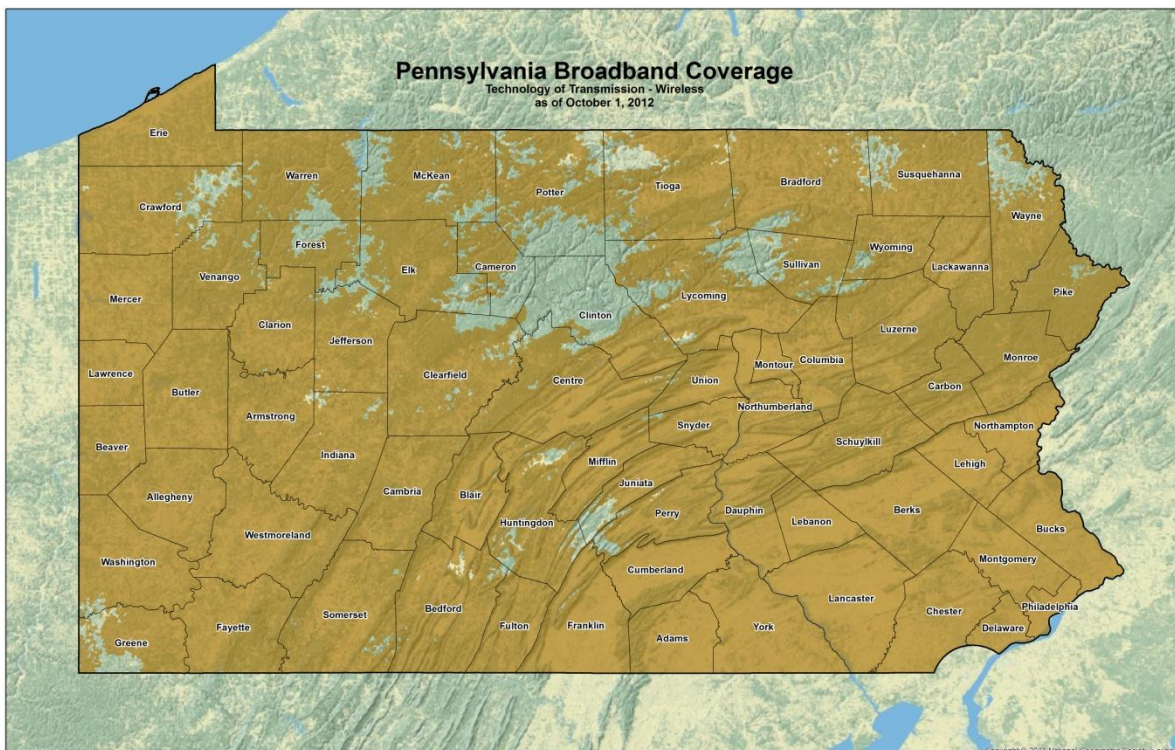 Pennsylvania Broadband Coverage
Technology of Transmission - Wireless
as of October 1, 2012
Erie
Warren
McKean
Potter
Tioga
Bradford
Susquehanna
Wayne
Crawford
Forest
Venango
Elk
Cameron
Sullivan
Wyoming
Lackawanna
Pike
Mercer
Clarion
Jefferson
Clinton
Lycoming
Luzerne
Monroe
Lawrence
Butler
Clearfield
Centre
Union
Montour
Columbia
Carbon
Armstrong
Northumberland
Snyder
Northampton
Beaver
Indiana
Mifflin
Schuylkill
Lehigh
Allegheny
Cambria
Blair
Juniata
Huntingdon
Perry
Dauphin
Lebanon
Berks
Bucks
Westmoreland
Washington
Cumberland
Montgomery
Lancaster
Philadelphia
Greene
Fayette
Somerset
Bedford
Fulton
Franklin
Adams
York
Chester
Delaware